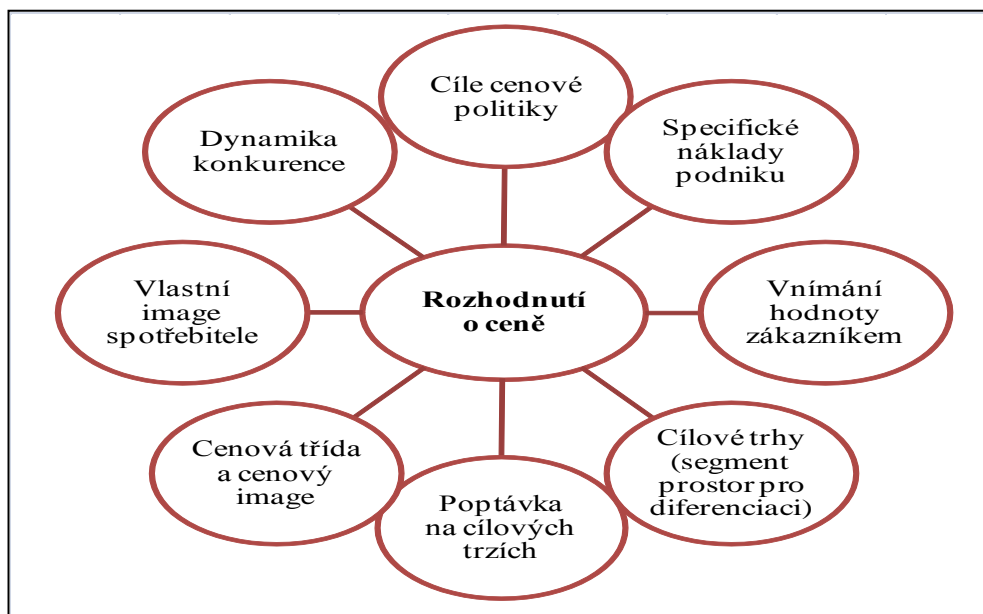 Cíle cenové
politiky
Specifické
náklady
podniku
Vnímání
hodnoty
zákazníkem
Cílové trhy
(segment
prostor pro
diferenciaci)
Poptávka
na cílových
trzích
Cenová třída
a cenový
image
Vlastní
image
spotřebitele
Dynamika
konkurence
Rozhodnutí
o ceně